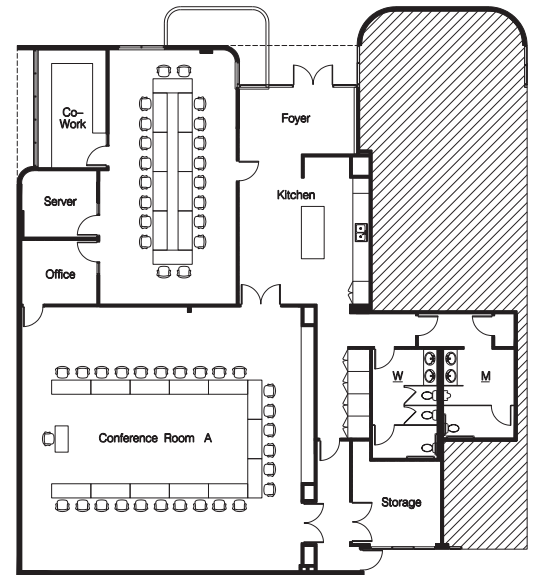 Co-
Work
Foyer
Kitchen
Server
Office
W
M
Conference Room A
Storage